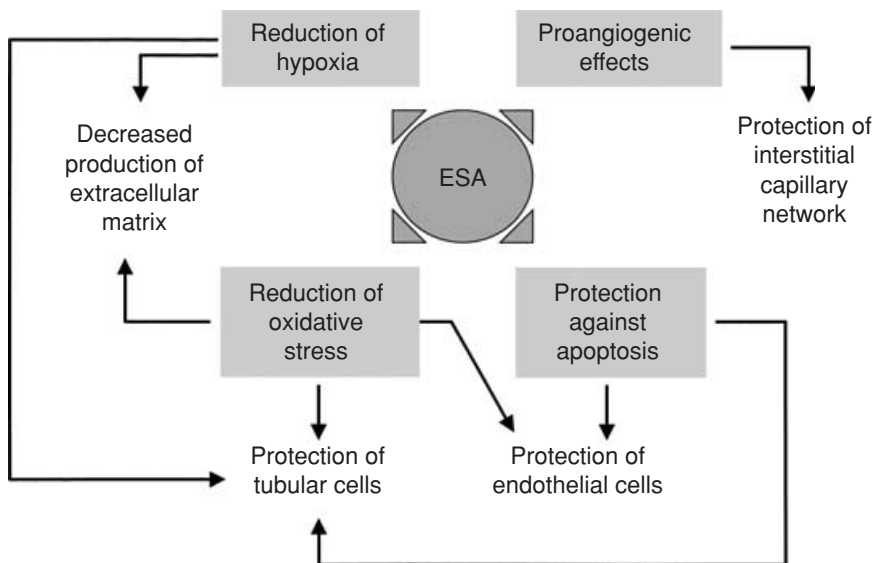 Reduction of
hypoxia
Proangiogenic
effects
Decreased
production of
extracellular
matrix
ESA
Protection of
interstitial
capillary
network
Reduction of
oxidative
stress
Protection
against
apoptosis
Protection of
tubular cells
Protection of
endothelial cells